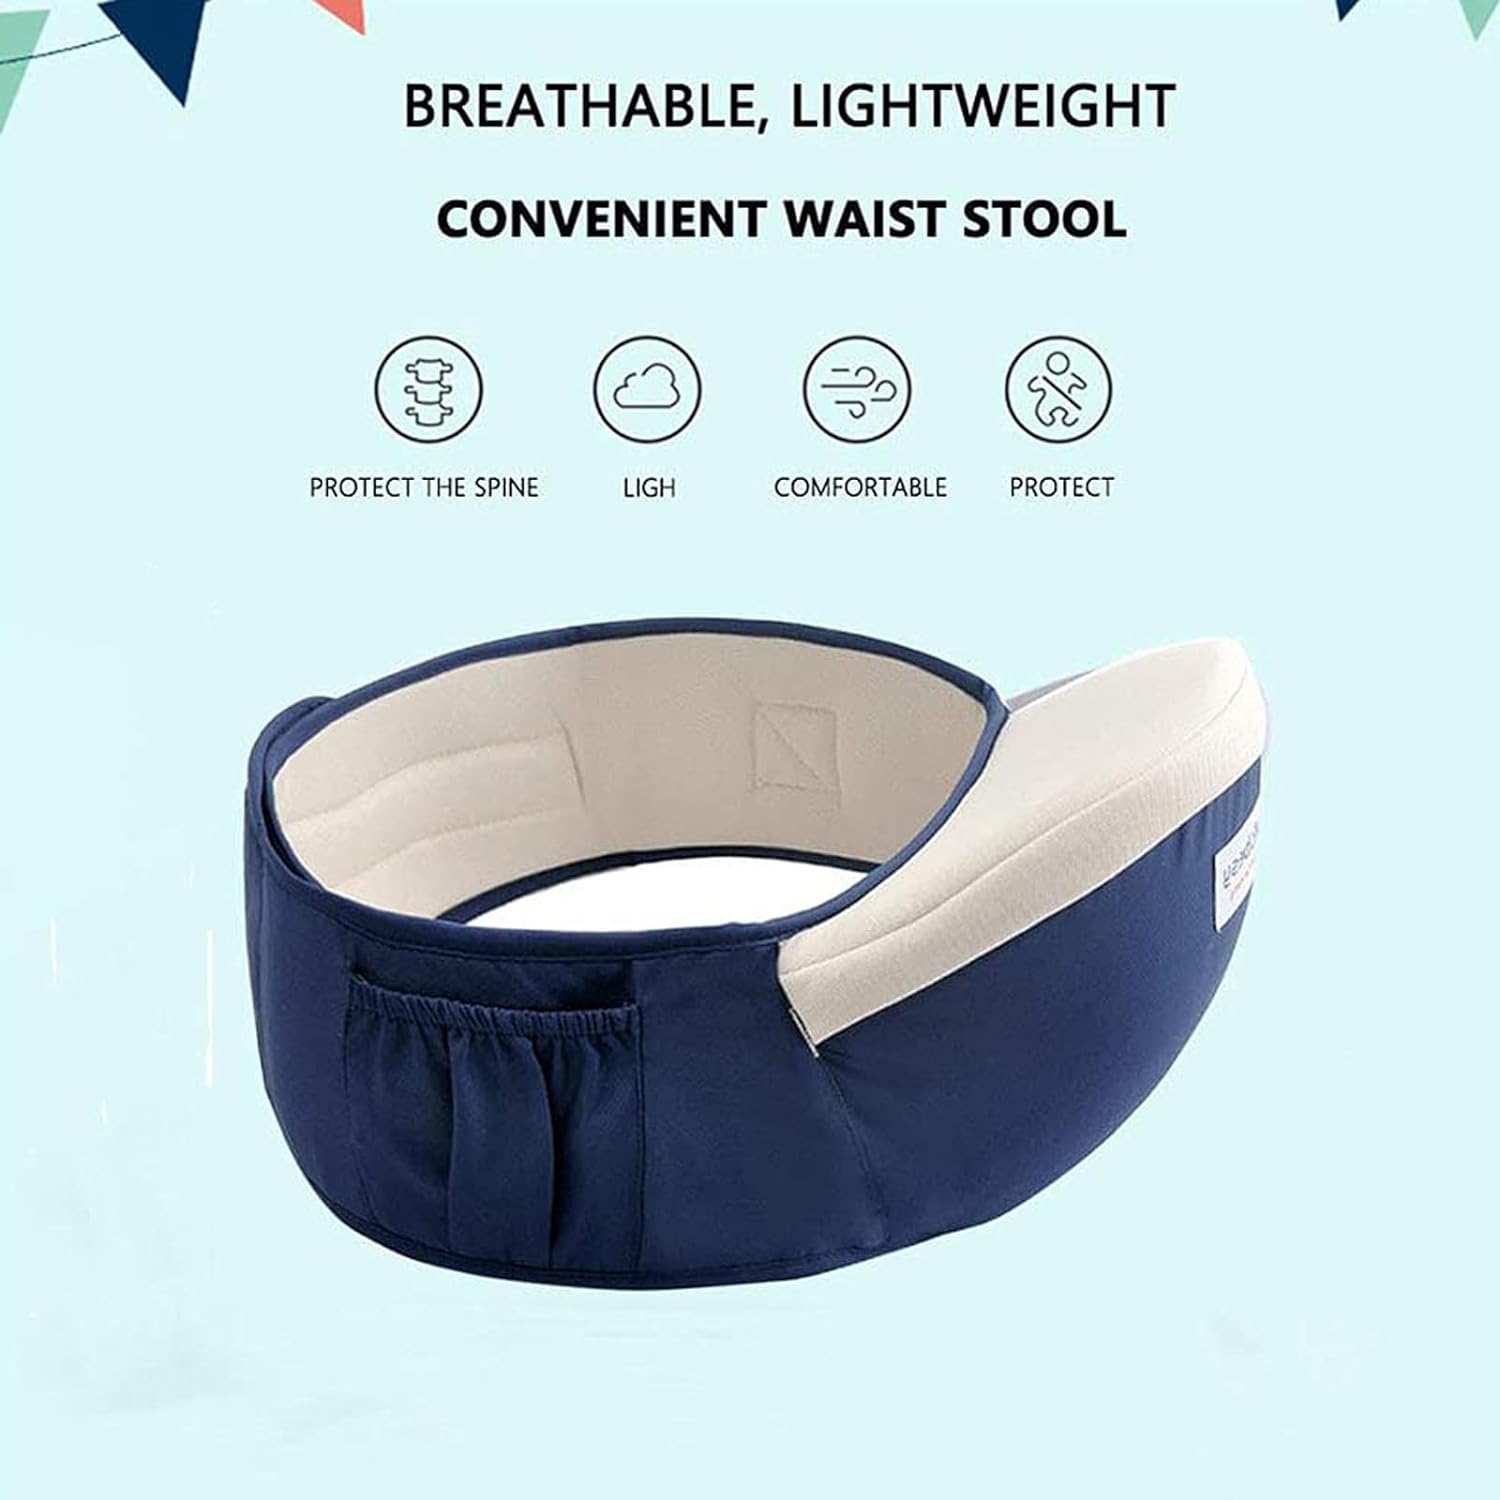 BREATHABLE, LIGHTWEIGHT
CONVENIENT WAIST STOOL
PROTECT THE SPINE
LIGH
COMFORTABLE
PROTECT